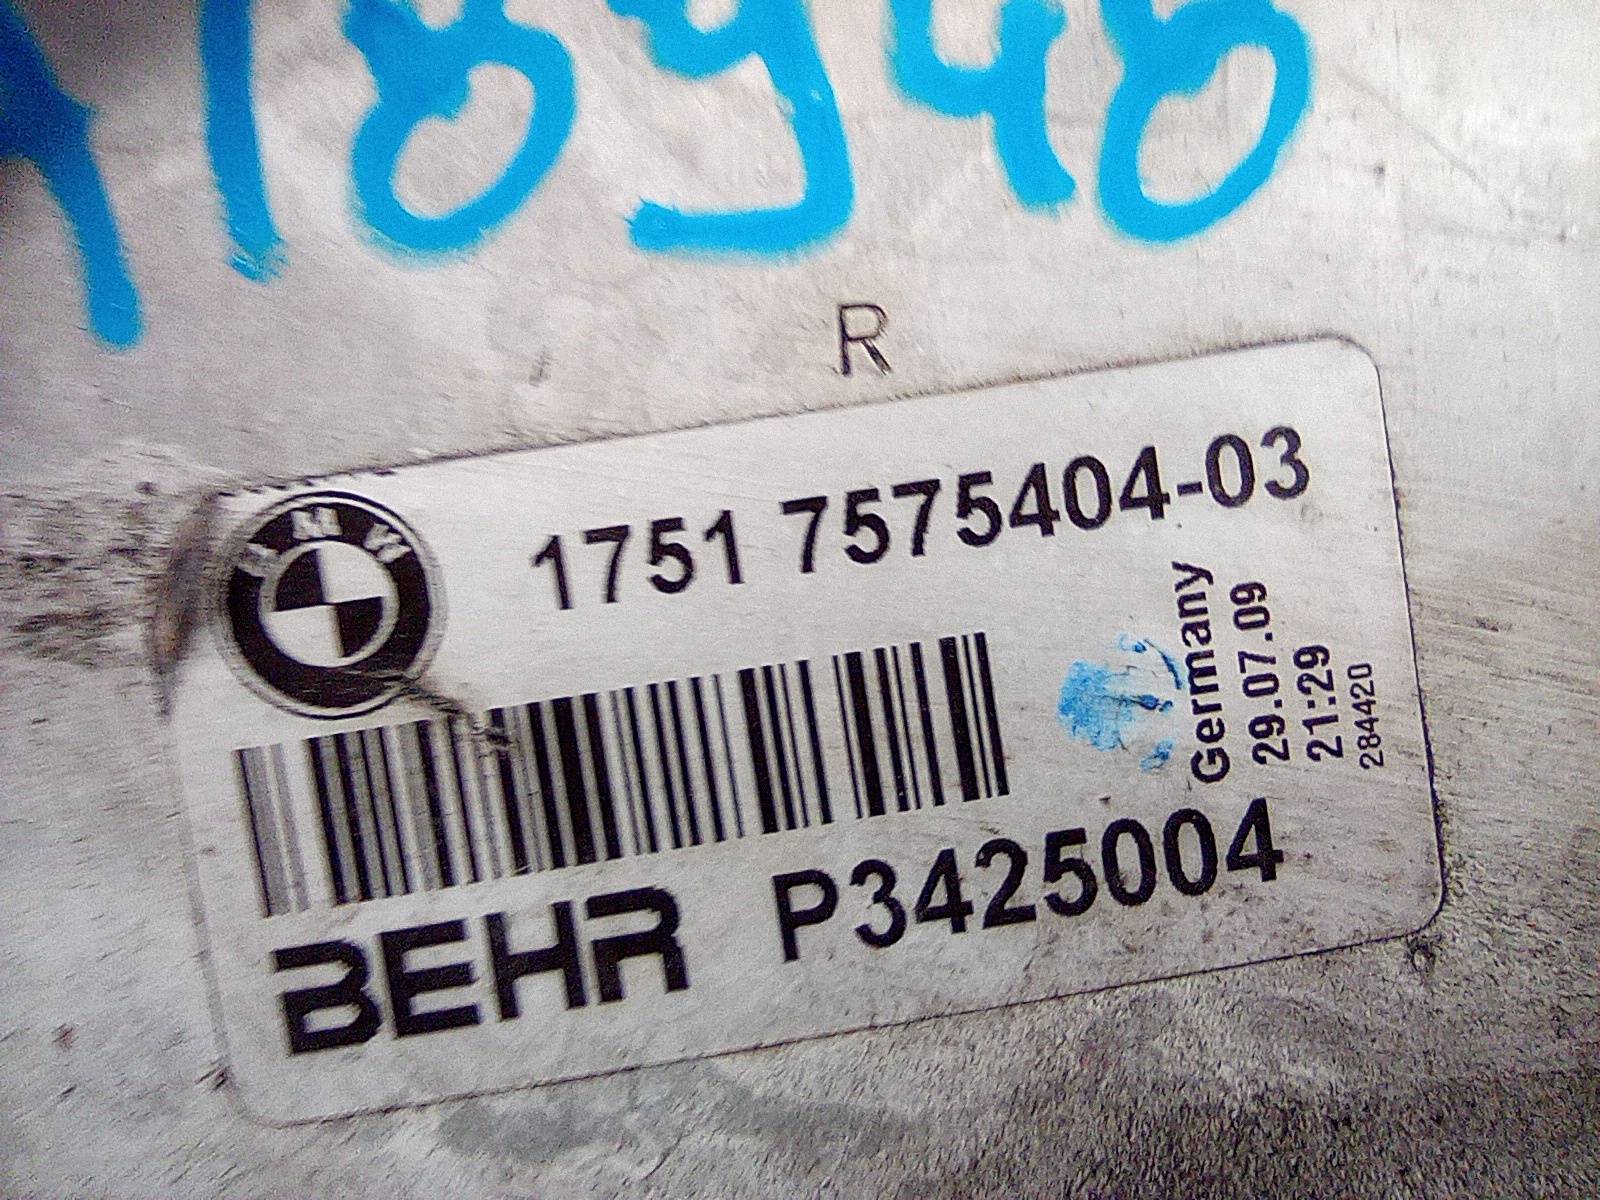 18948
R
BMW
1751 7575404-03
Germany
29.07.09
21:29
284420
BEHR P3425004